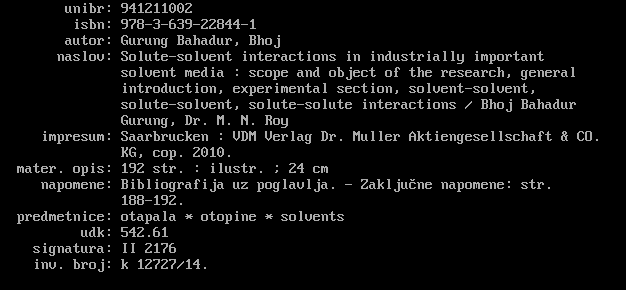 unibr: 941211002
isbn: 978-3-639-22844-1
autor: Gurung Bahadur, Bhoj
naslov: Solute-solvent interactions in industrially important
solvent media : scope and object of the research, general
introduction, experimental section, solvent-solvent,
solute-solvent, solute-solute interactions / Bhoj Bahadur
Gurung, Dr. M. N. Roy
impresum: Saarbrucken : VDM Verlag Dr. Muller Aktiengesellschaft & CO.
KG, cop. 2010.
mater. opis: 192 str. : ilustr. ; 24 cm
napomene: Bibliografija uz poglavlja. - Zaključne napomene: str.
188-192.
predmetnice: otapala * otopine * solvents
udk: 542.61
signatura: II 2176
inv. broj: k 12727/14.